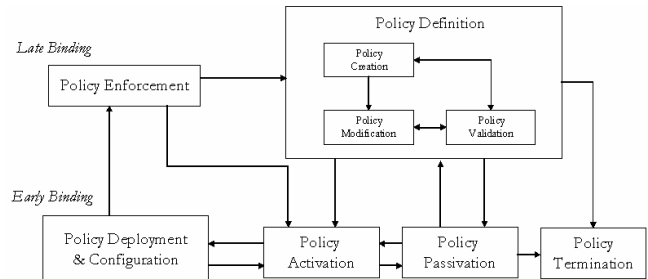 Policy Definition
Late Binding
Policy
Creation
Policy Enforcement
Policy
Modification
Policy
Validation
Early Binding
Policy Deployment
& Configuration
Policy
Activation
Policy
Passivation
Policy
Termination